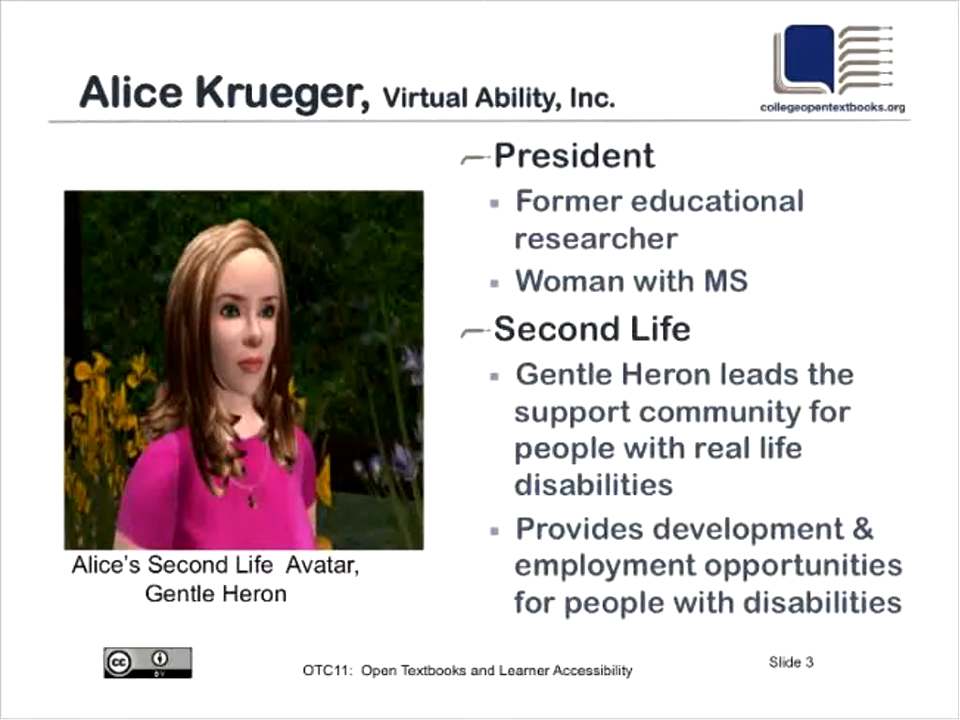 Alice Krueger, Virtual Ability, Inc.
collegeopentextbooks.org
President
Former educational
researcher
Woman with MS
Second Life
Gentle Heron leads the
support community for
people with real life
disabilities
Provides development &
employment opportunities
for people with disabilities
Alice's Second Life Avatar,
Gentle Heron
cc
BY
OTC11: Open Textbooks and Learner Accessibility
Slide 3